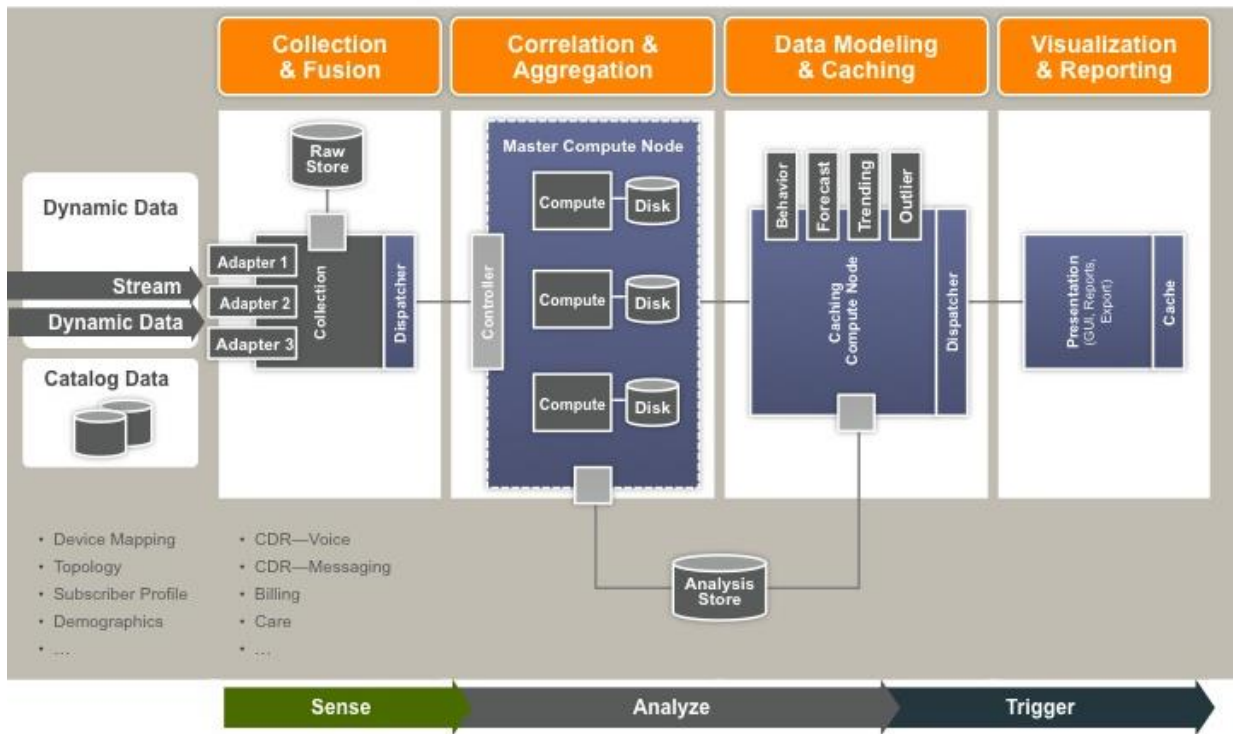 Collection
& Fusion
Correlation &
Aggregation
Data Modeling
& Caching
Visualization
& Reporting
Dynamic Data
Stream
Dynamic Data
Catalog Data
Raw
Store
Adapter 1
Adapter 2
Adapter 3
Collection
Dispatcher
Master Compute Node
Controller
Compute
Disk
Compute
Disk
Compute
Disk
Behavior
Forecast
Trending
Outlier
Caching
Compute Node
Dispatcher
Presentation
(GUI, Reports,
Export)
Cache
• Device Mapping
• Topology
• Subscriber Profile
• Demographics
• ...
• CDR—Voice
• CDR—Messaging
• Billing
• Care
• ...
Analysis
Store
Sense
Analyze
Trigger